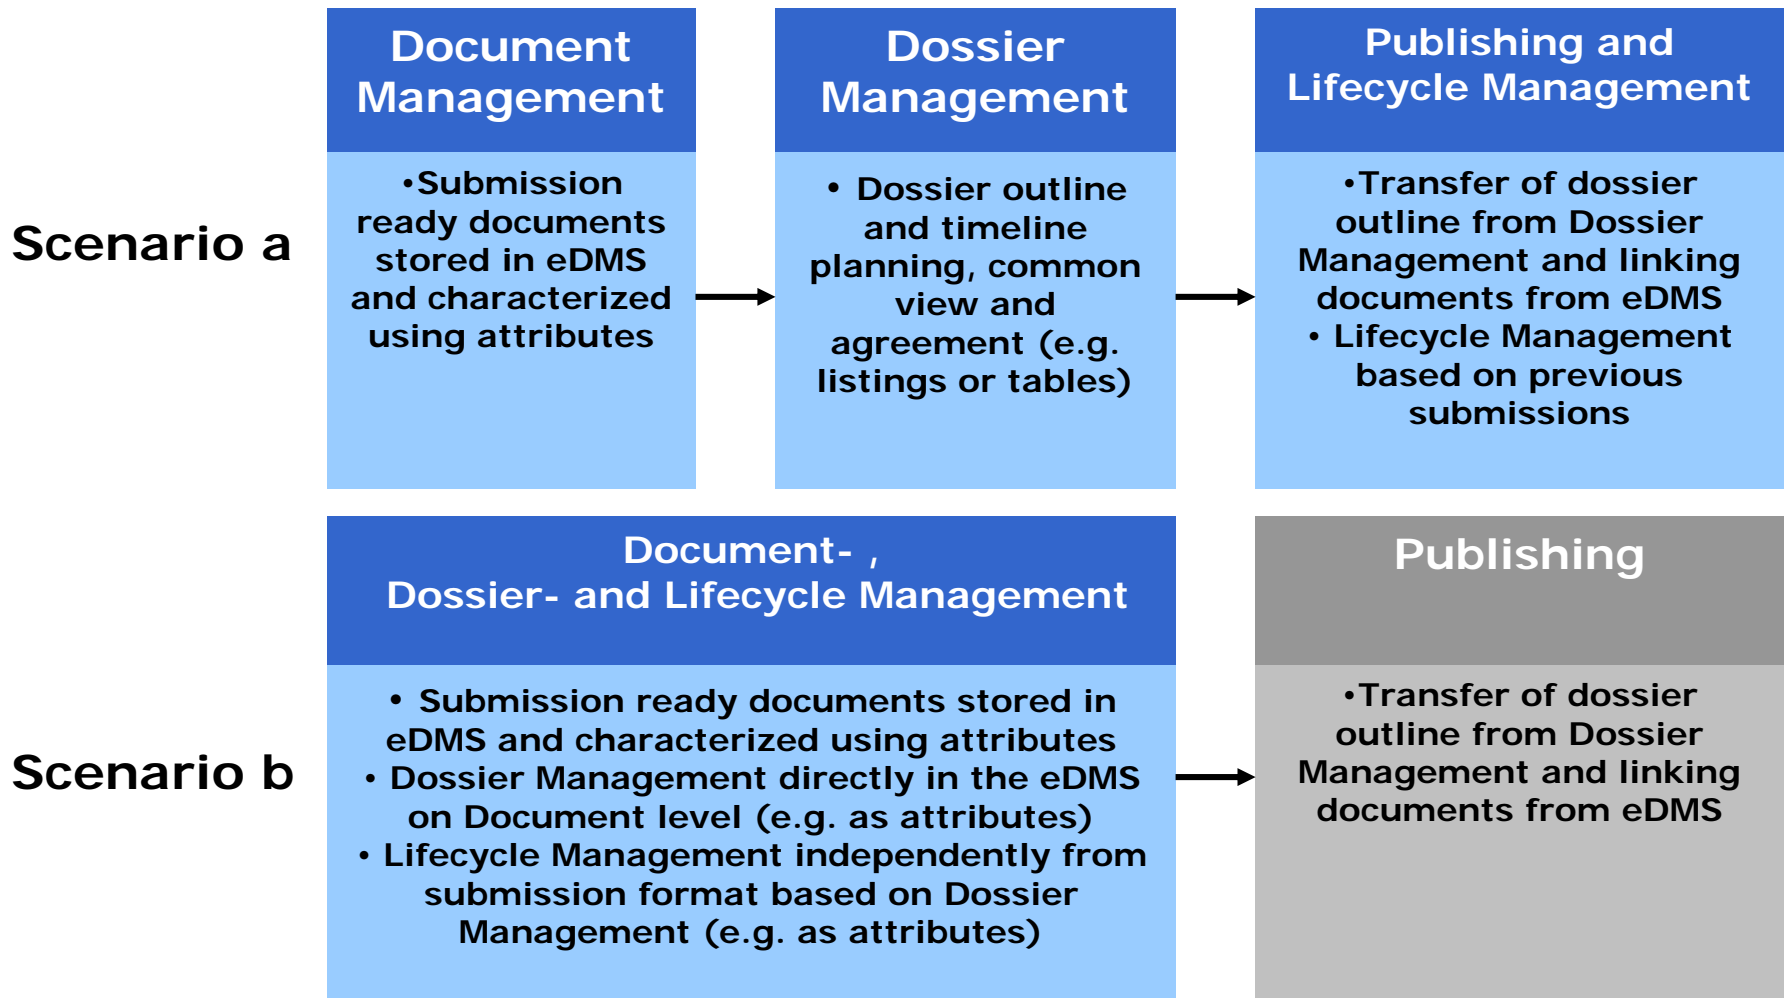 Scenario a
Document
Management
•Submission
ready documents
stored in eDMS
and characterized
using attributes
Dossier
Management
• Dossier outline
and timeline
planning, common
view and
agreement (e.g.
listings or tables)
Publishing and
Lifecycle Management
•Transfer of dossier
outline from Dossier
Management and linking
documents from eDMS
• Lifecycle Management
based on previous
submissions
Scenario b
Document- ,
Dossier- and Lifecycle Management
• Submission ready documents stored in
eDMS and characterized using attributes
• Dossier Management directly in the eDMS
on Document level (e.g. as attributes)
• Lifecycle Management independently from
submission format based on Dossier
Management (e.g. as attributes)
Publishing
•Transfer of dossier
outline from Dossier
Management and linking
documents from eDMS